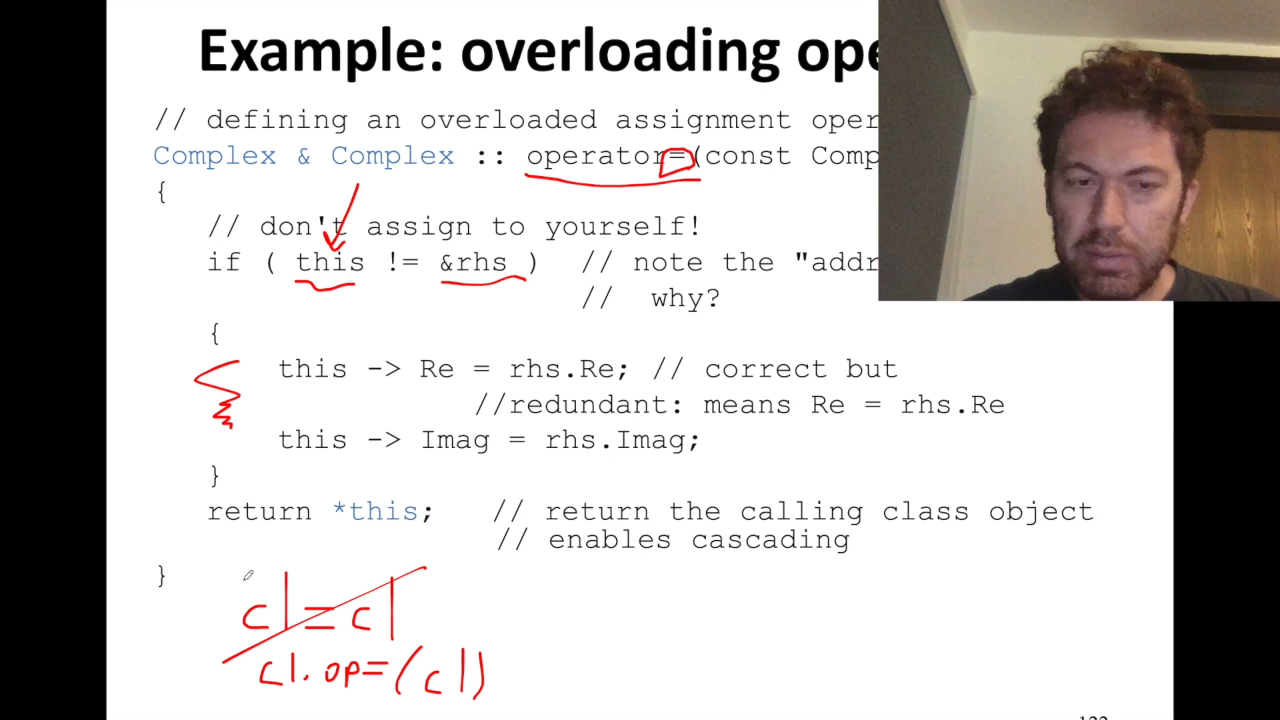 Example: overloading ope
// defining an overloaded assignment oper
Complex & Complex :: operator=(const Comp
{
// don't assign to yourself!
if ( this != &rhs ) // note the "addr
// why?
{
this -> Re = rhs.Re; // correct but
//redundant: means Re = rhs.Re
this -> Imag = rhs.Imag;
}
return *this; // return the calling class object
// enables cascading
}
c1=c1
c1.op=(c1)